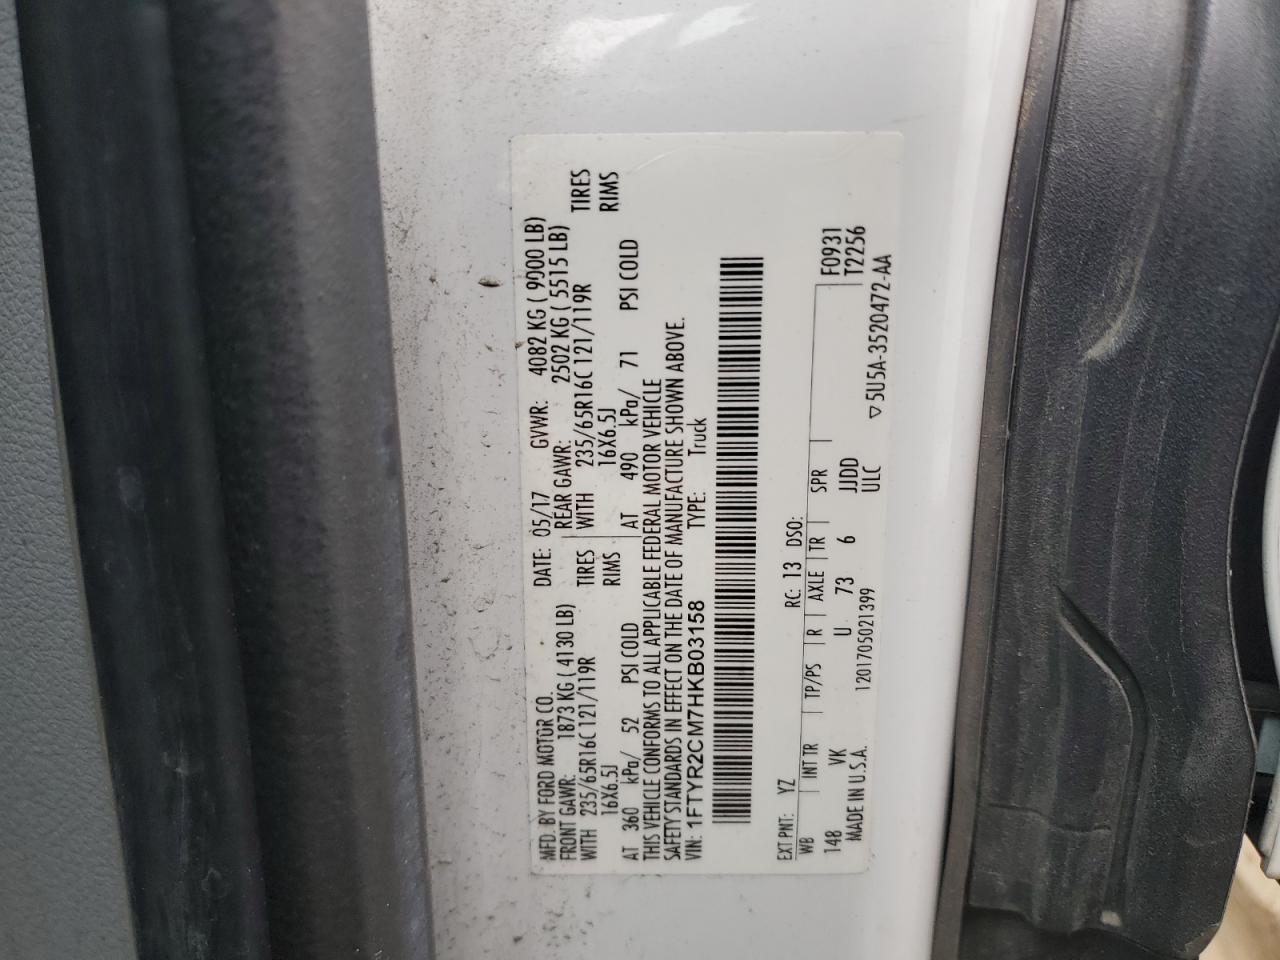 MFD. BY FORD MOTOR CO. DATE: 05/17 GVWR: 4082 KG ( 9000 LB)
FRONT GAWR: 1873 KG ( 4130 LB) REAR GAWR: 2502 KG ( 5515 LB)
WITH 235/65R16C 121/119R TIRES WITH 235/65R16C 121/119R TIRES
16X6.5J RIMS 16X6.5J RIMS
AT 360 kPa/ 52 PSI COLD AT 490 kPa/ 71 PSI COLD
THIS VEHICLE CONFORMS TO ALL APPLICABLE FEDERAL MOTOR VEHICLE
SAFETY STANDARDS IN EFFECT ON THE DATE OF MANUFACTURE SHOWN ABOVE.
VIN: 1FTYR2CM7HKB03158 TYPE: Truck
EXT PNT: YZ RC: 13 DSO:
WB INT TR TP/PS R AXLE TR SPR F0931
148 VK U 73 6 JJDD T2256
MADE IN U.S.A. 1201705021399 ULC
▽5U5A-3520472-AA